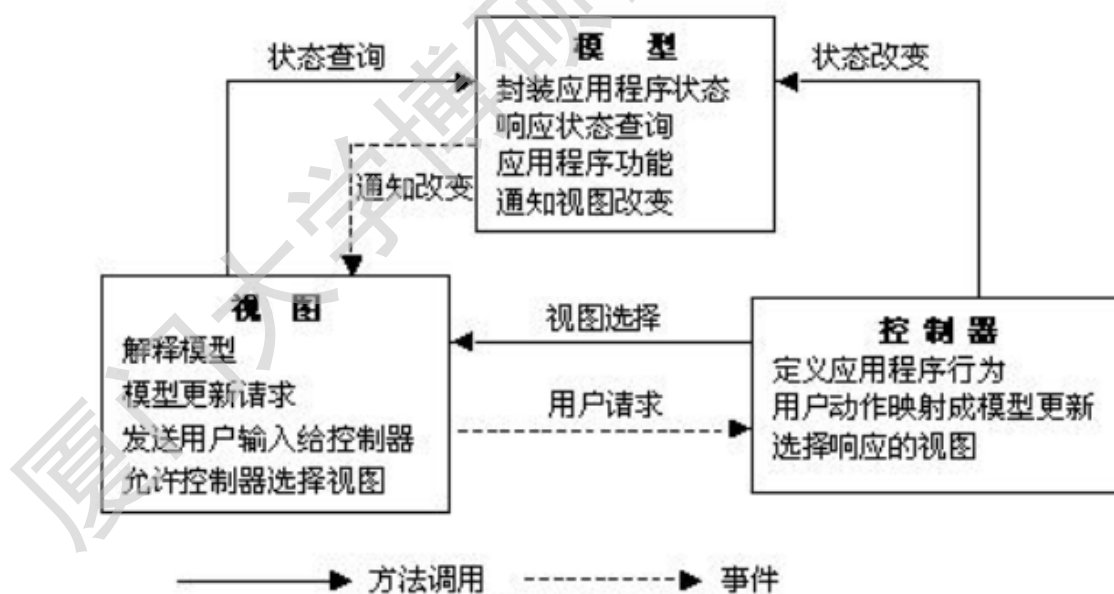 模 型
封装应用程序状态
响应状态查询
应用程序功能
通知视图改变
状态查询
状态改变
通知改变
视 图
解释模型
模型更新请求
发送用户输入给控制器
允许控制器选择视图
视图选择
用户请求
控 制 器
定义应用程序行为
用户动作映射成模型更新
选择响应的视图
方法调用
事件
厦门大学博硕